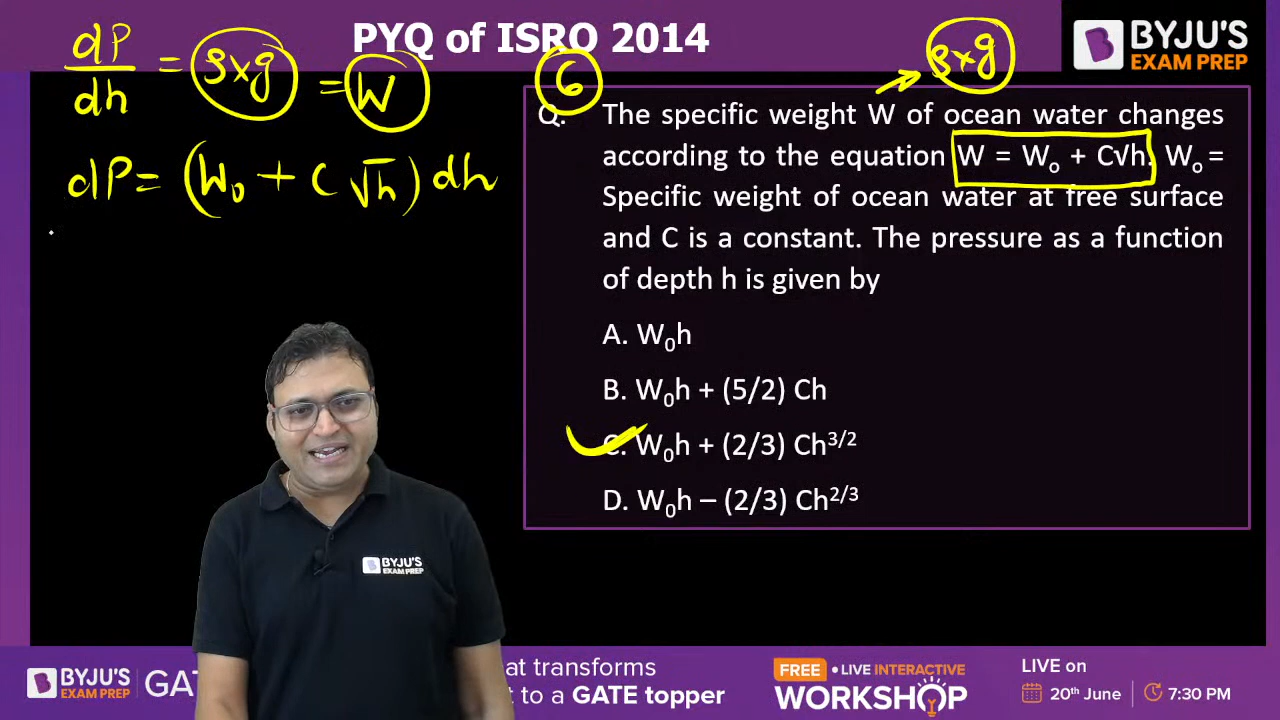 PYQ of ISRO 2014
BYJU'S
EXAM PREP
dP/dh = ρ×g = W
dP = (W₀ + C √h) dh
6
ρ×g
Q. The specific weight W of ocean water changes
according to the equation W = W₀ + C√h. W₀ =
Specific weight of ocean water at free surface
and C is a constant. The pressure as a function
of depth h is given by
A. W₀h
B. W₀h + (5/2) Ch
C. W₀h + (2/3) Ch^3/2
D. W₀h – (2/3) Ch^2/3
BYJU'S
EXAM PREP
BYJU'S
EXAM PREP
GAT
at transforms
t to a GATE topper
FREE • LIVE INTERACTIVE
WORKSHOP
LIVE on
20th June
7:30 PM